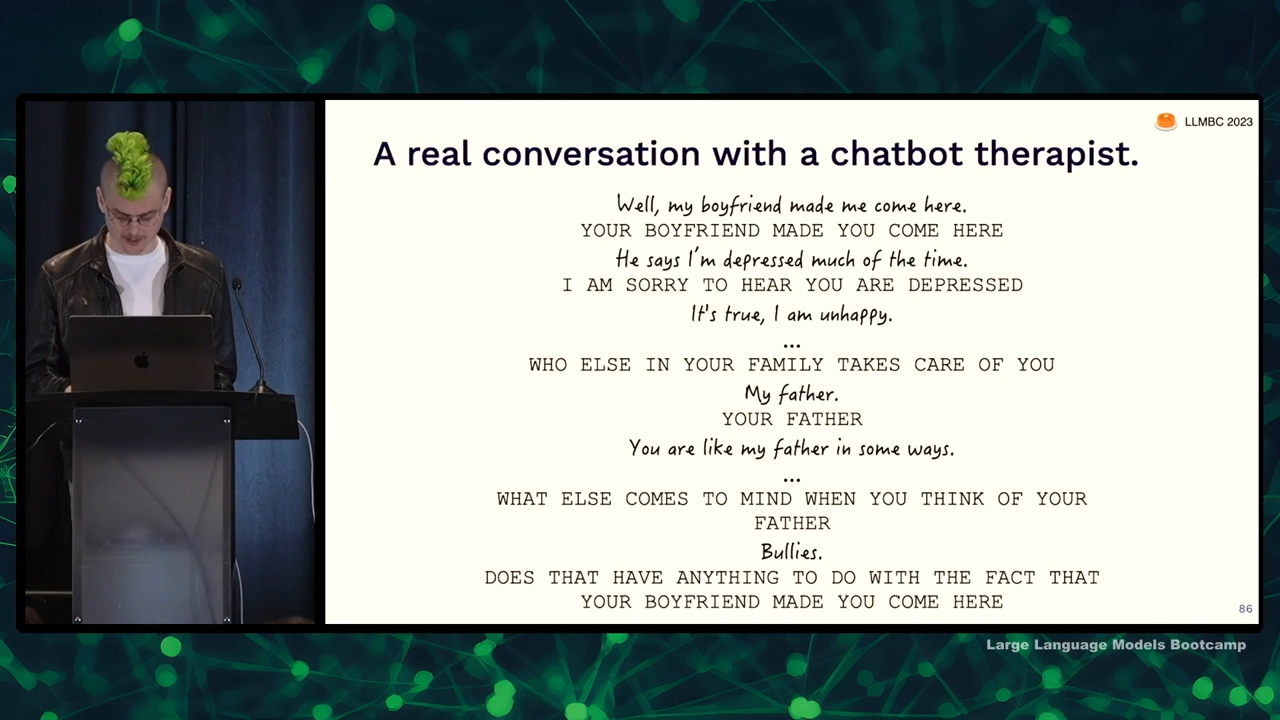 LLMBC 2023
A real conversation with a chatbot therapist.
Well, my boyfriend made me come here.
YOUR BOYFRIEND MADE YOU COME HERE
He says I'm depressed much of the time.
I AM SORRY TO HEAR YOU ARE DEPRESSED
It's true, I am unhappy.
...
WHO ELSE IN YOUR FAMILY TAKES CARE OF YOU
My father.
YOUR FATHER
You are like my father in some ways.
...
WHAT ELSE COMES TO MIND WHEN YOU THINK OF YOUR
FATHER
Bullies.
DOES THAT HAVE ANYTHING TO DO WITH THE FACT THAT
YOUR BOYFRIEND MADE YOU COME HERE
86
Large Language Models Bootcamp